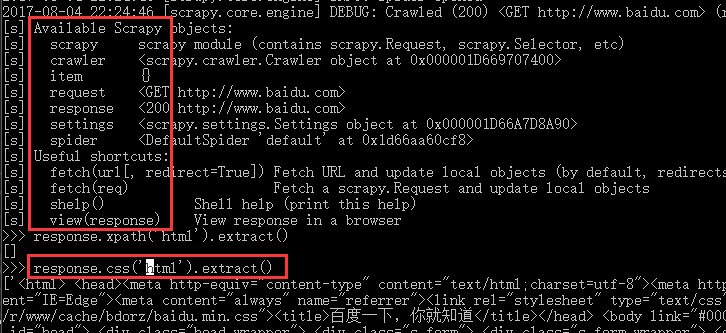 2017-08-04 22:24:46 [scrapy.core.engine] DEBUG: Crawled (200) <GET http://www.baidu.com> (r
[s] Available Scrapy objects:
[s]   scrapy     scrapy module (contains scrapy.Request, scrapy.Selector, etc)
[s]   crawler    <scrapy.crawler.Crawler object at 0x000001D669707400>
[s]   item       {}
[s]   request    <GET http://www.baidu.com>
[s]   response   <200 http://www.baidu.com>
[s]   settings   <scrapy.settings.Settings object at 0x000001D66A7D8A90>
[s]   spider     <DefaultSpider 'default' at 0x1d66aa60cf8>
[s] Useful shortcuts:
[s]   fetch(url[, redirect=True]) Fetch URL and update local objects (by default, redirects
[s]   fetch(req)                  Fetch a scrapy.Request and update local objects
[s]   shelp()           Shell help (print this help)
[s]   view(response)    View response in a browser
>>> response.xpath('html').extract()
[]
>>> response.css('html').extract()
['<html> <head><meta http-equiv="content-type" content="text/html;charset=utf-8"><meta http
ent="IE=Edge"><meta content="always" name="referrer"><link rel="stylesheet" type="text/css"
/r/www/cache/bdorz/baidu.min.css"><title>百度一下，你就知道</title></head> <body link="#000